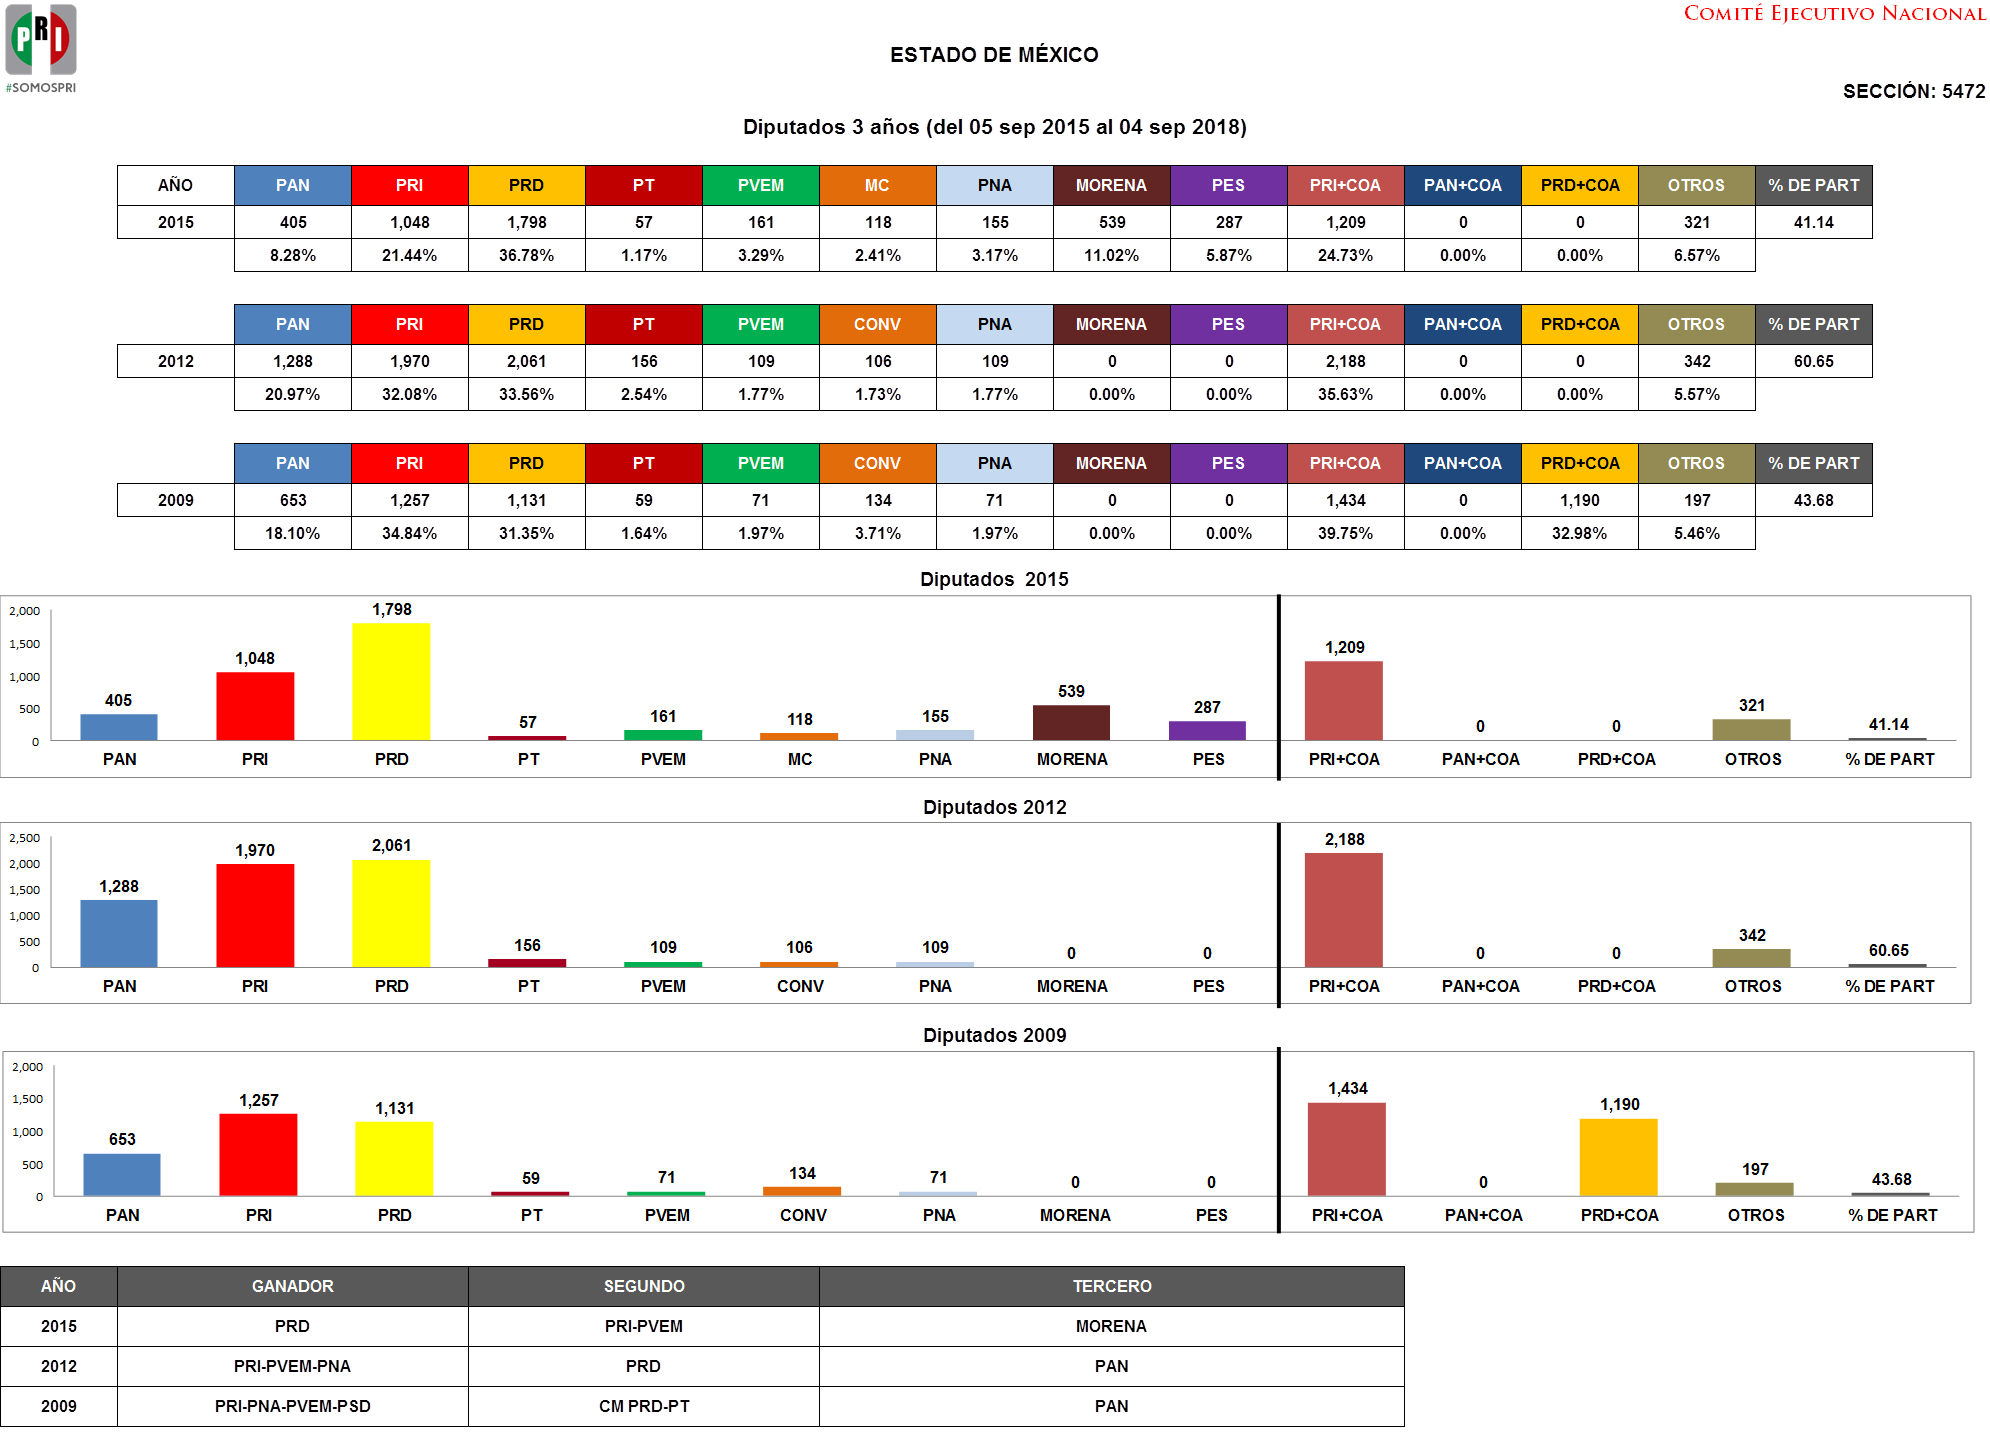 PRI
#SOMOSPRI
COMITÉ EJECUTIVO NACIONAL
ESTADO DE MÉXICO
SECCIÓN: 5472
Diputados 3 años (del 05 sep 2015 al 04 sep 2018)
AÑO PAN PRI PRD PT PVEM MC PNA MORENA PES PRI+COA PAN+COA PRD+COA OTROS % DE PART
2015 405 1,048 1,798 57 161 118 155 539 287 1,209 0 0 321 41.14
8.28% 21.44% 36.78% 1.17% 3.29% 2.41% 3.17% 11.02% 5.87% 24.73% 0.00% 0.00% 6.57%
PAN PRI PRD PT PVEM CONV PNA MORENA PES PRI+COA PAN+COA PRD+COA OTROS % DE PART
2012 1,288 1,970 2,061 156 109 106 109 0 0 2,188 0 0 342 60.65
20.97% 32.08% 33.56% 2.54% 1.77% 1.73% 1.77% 0.00% 0.00% 35.63% 0.00% 0.00% 5.57%
PAN PRI PRD PT PVEM CONV PNA MORENA PES PRI+COA PAN+COA PRD+COA OTROS % DE PART
2009 653 1,257 1,131 59 71 134 71 0 0 1,434 0 1,190 197 43.68
18.10% 34.84% 31.35% 1.64% 1.97% 3.71% 1.97% 0.00% 0.00% 39.75% 0.00% 32.98% 5.46%
Diputados 2015
2,000
1,500
1,000
500
0
405 1,048 1,798 57 161 118 155 539 287 1,209 0 0 321 41.14
PAN PRI PRD PT PVEM MC PNA MORENA PES PRI+COA PAN+COA PRD+COA OTROS % DE PART
Diputados 2012
2,500
2,000
1,500
1,000
500
0
1,288 1,970 2,061 156 109 106 109 0 0 2,188 0 0 342 60.65
PAN PRI PRD PT PVEM CONV PNA MORENA PES PRI+COA PAN+COA PRD+COA OTROS % DE PART
Diputados 2009
2,000
1,500
1,000
500
0
653 1,257 1,131 59 71 134 71 0 0 1,434 0 1,190 197 43.68
PAN PRI PRD PT PVEM CONV PNA MORENA PES PRI+COA PAN+COA PRD+COA OTROS % DE PART
AÑO GANADOR SEGUNDO TERCERO
2015 PRD PRI-PVEM MORENA
2012 PRI-PVEM-PNA PRD PAN
2009 PRI-PNA-PVEM-PSD CM PRD-PT PAN